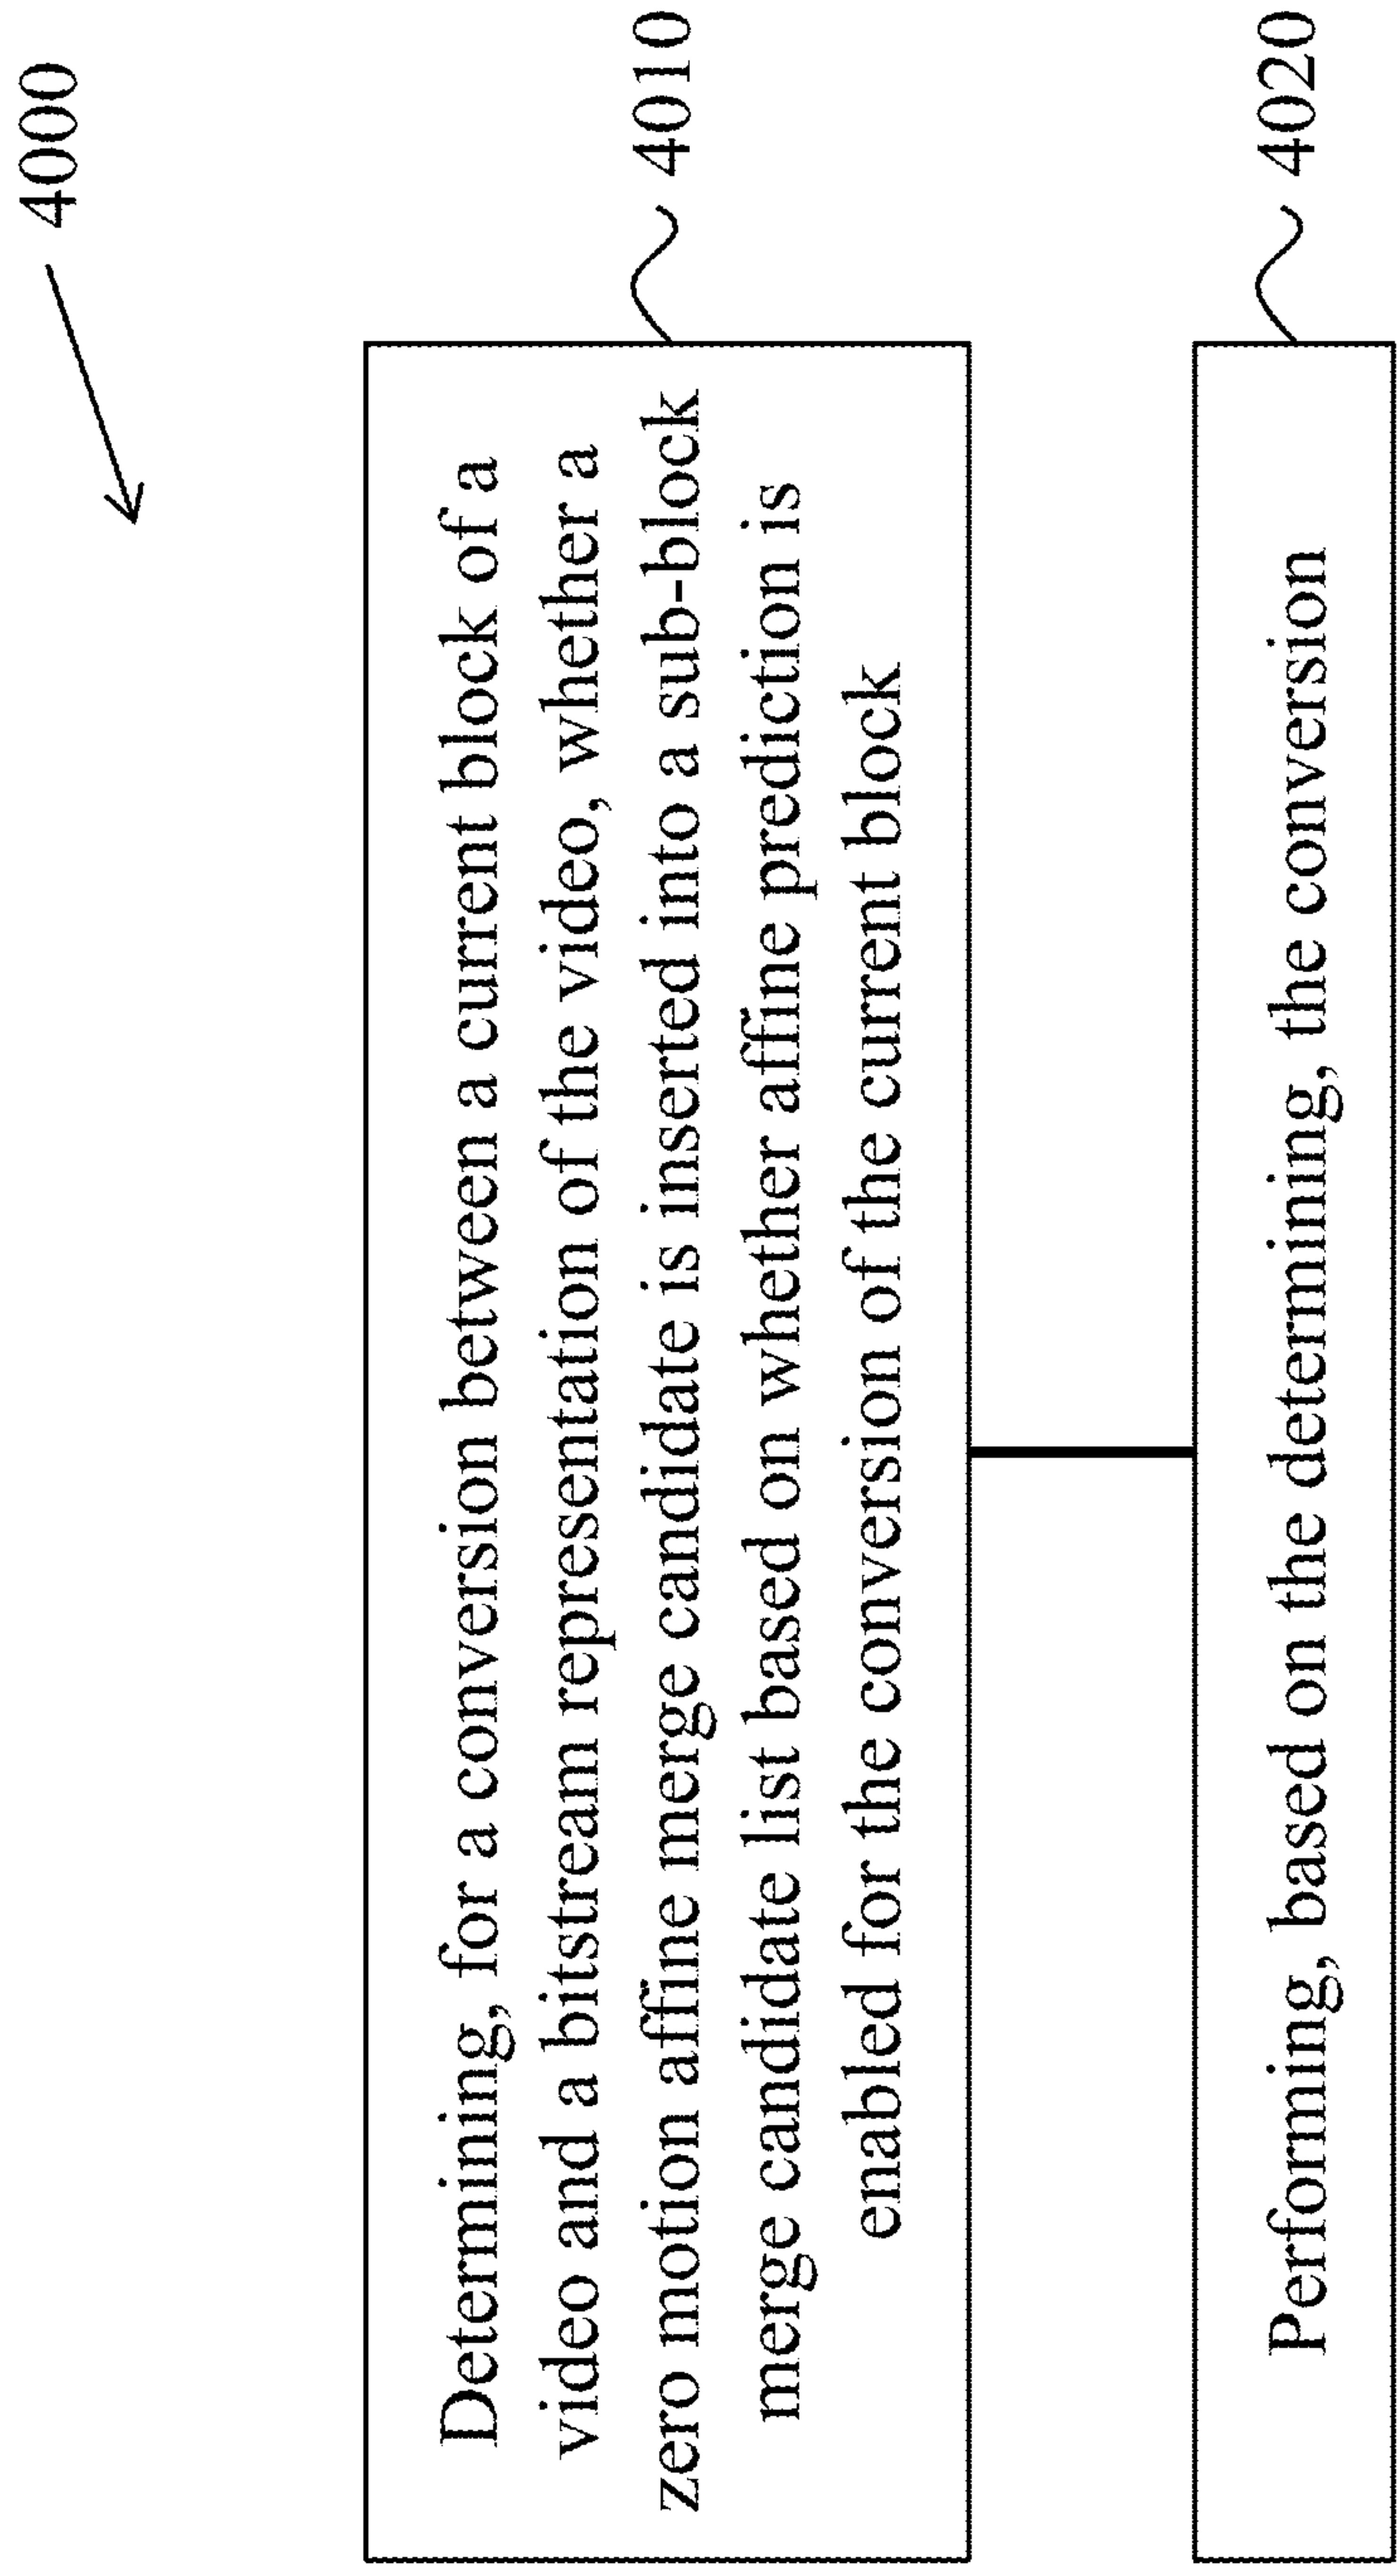 4000
Determining, for a conversion between a current block of a
video and a bitstream representation of the video, whether a
zero motion affine merge candidate is inserted into a sub-block
merge candidate list based on whether affine prediction is
enabled for the conversion of the current block
4010
Performing, based on the determining, the conversion
4020